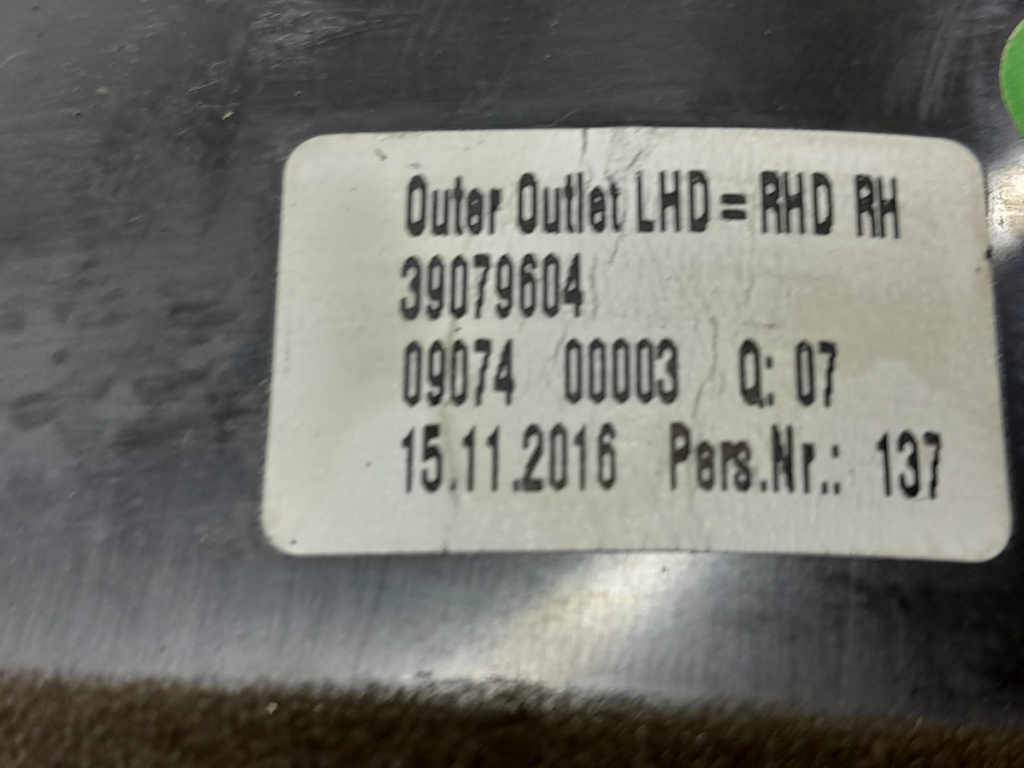 Outer Outlet LHD = RHD RH
39079604
09074 00003 Q: 07
15.11.2016 Pers.Nr.: 137